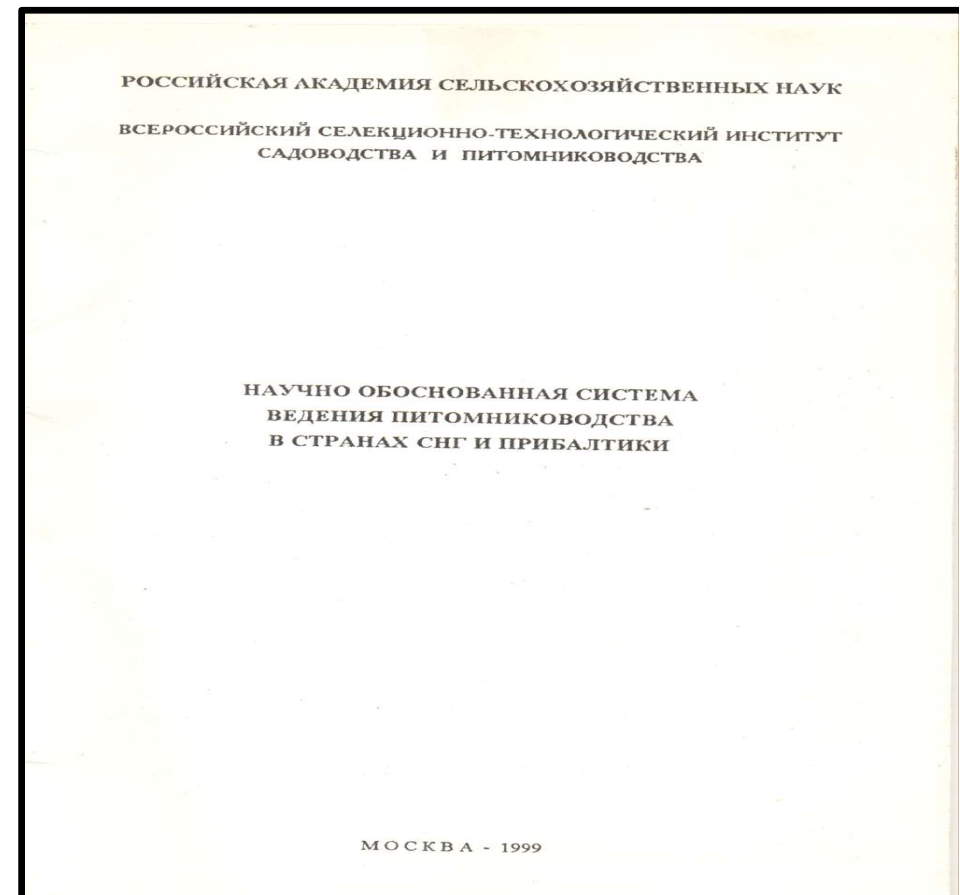 РОССИЙСКАЯ АКАДЕМИЯ СЕЛЬСКОХОЗЯЙСТВЕННЫХ НАУК
ВСЕРОССИЙСКИЙ СЕЛЕКЦИОННО-ТЕХНОЛОГИЧЕСКИЙ ИНСТИТУТ
САДОВОДСТВА И ПИТОМНИКОВОДСТВА
НАУЧНО ОБОСНОВАННАЯ СИСТЕМА
ВЕДЕНИЯ ПИТОМНИКОВОДСТВА
В СТРАНАХ СНГ И ПРИБАЛТИКИ
МОСКВА - 1999